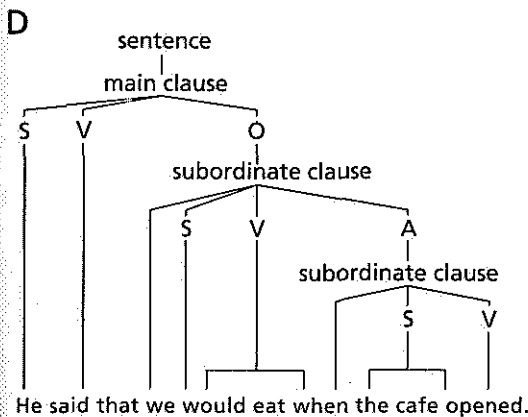 D
sentence
main clause
S V O
subordinate clause
S V A
subordinate clause
S V
He said that we would eat when the cafe opened.